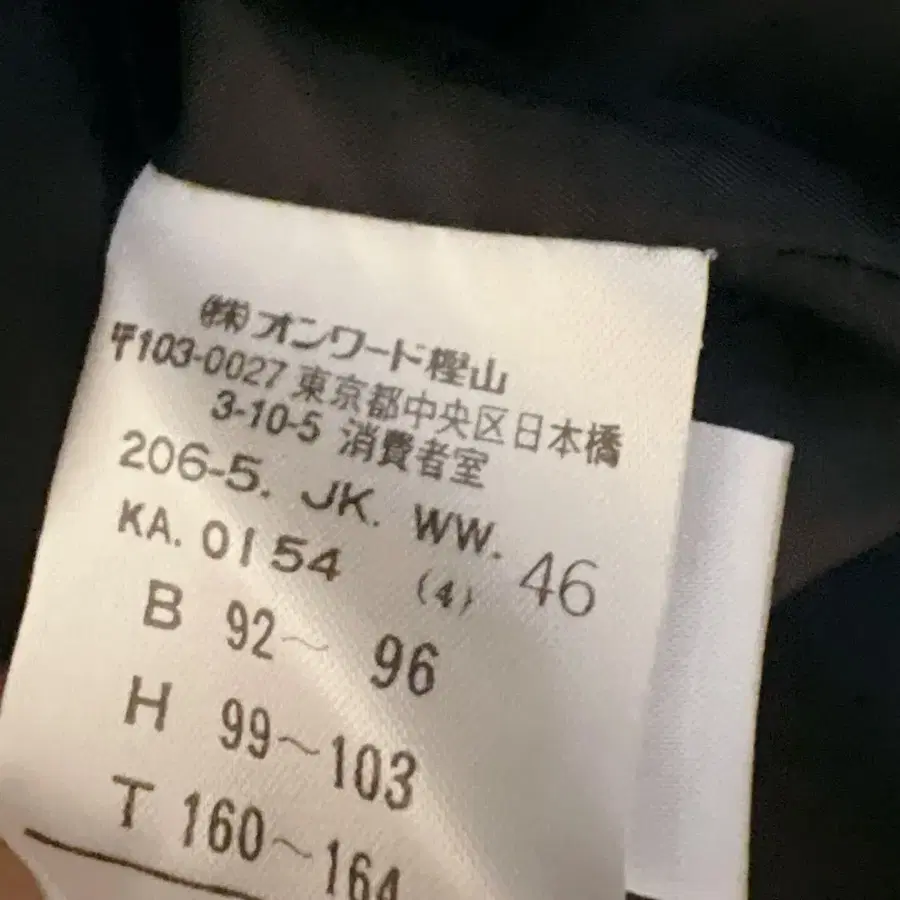 ㈱オンワード樫山
〒103-0027 東京都中央区日本橋
3-10-5 消費者室
206-5. JK. WW. 46
KA. 0154 (4)
B 92～ 96
H 99～103
T 160～164